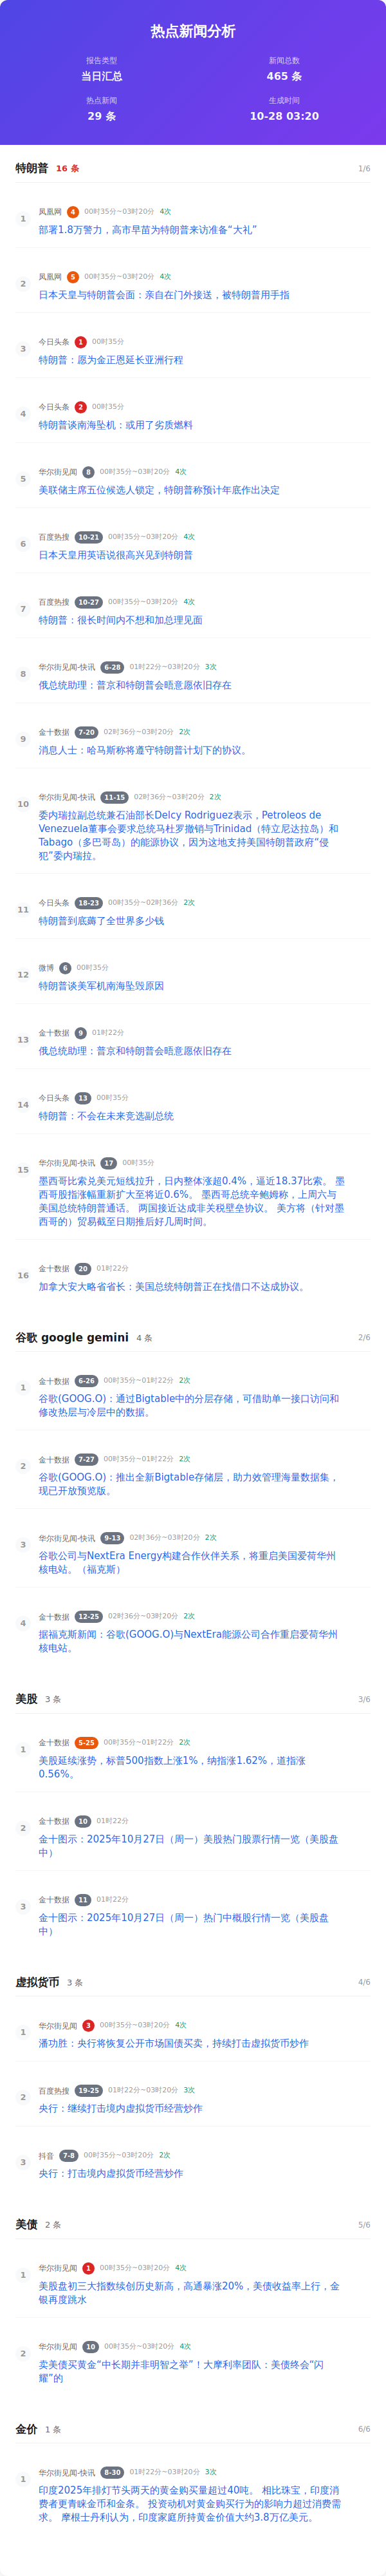 热点新闻分析
报告类型
当日汇总
新闻总数
465 条
热点新闻
29 条
生成时间
10-28 03:20
特朗普 16 条 1/6
1
凤凰网 4 00时35分~03时20分 4次
部署1.8万警力，高市早苗为特朗普来访准备“大礼”
2
凤凰网 5 00时35分~03时20分 4次
日本天皇与特朗普会面：亲自在门外接送，被特朗普用手指
3
今日头条 1 00时35分
特朗普：愿为金正恩延长亚洲行程
4
今日头条 2 00时35分
特朗普谈南海坠机：或用了劣质燃料
5
华尔街见闻 8 00时35分~03时20分 4次
美联储主席五位候选人锁定，特朗普称预计年底作出决定
6
百度热搜 10-21 00时35分~03时20分 4次
日本天皇用英语说很高兴见到特朗普
7
百度热搜 10-27 00时35分~03时20分 4次
特朗普：很长时间内不想和加总理见面
8
华尔街见闻-快讯 6-28 01时22分~03时20分 3次
俄总统助理：普京和特朗普会晤意愿依旧存在
9
金十数据 7-20 02时36分~03时20分 2次
消息人士：哈马斯称将遵守特朗普计划下的协议。
10
华尔街见闻-快讯 11-15 02时36分~03时20分 2次
委内瑞拉副总统兼石油部长Delcy Rodriguez表示，Petroleos de
Venezuela董事会要求总统马杜罗撤销与Trinidad（特立尼达拉岛）和
Tabago（多巴哥岛）的能源协议，因为这地支持美国特朗普政府“侵
犯”委内瑞拉。
11
今日头条 18-23 00时35分~02时36分 2次
特朗普到底薅了全世界多少钱
12
微博 6 00时35分
特朗普谈美军机南海坠毁原因
13
金十数据 9 01时22分
俄总统助理：普京和特朗普会晤意愿依旧存在
14
今日头条 13 00时35分
特朗普：不会在未来竞选副总统
15
华尔街见闻-快讯 17 00时35分
墨西哥比索兑美元短线拉升，日内整体涨超0.4%，逼近18.37比索。 墨
西哥股指涨幅重新扩大至将近0.6%。 墨西哥总统辛鲍姆称，上周六与
美国总统特朗普通话。 两国接近达成非关税壁垒协议。 美方将（针对墨
西哥的）贸易截至日期推后好几周时间。
16
金十数据 20 01时22分
加拿大安大略省省长：美国总统特朗普正在找借口不达成协议。
谷歌 google gemini 4 条 2/6
1
金十数据 6-26 00时35分~01时22分 2次
谷歌(GOOG.O)：通过Bigtable中的分层存储，可借助单一接口访问和
修改热层与冷层中的数据。
2
金十数据 7-27 00时35分~01时22分 2次
谷歌(GOOG.O)：推出全新Bigtable存储层，助力效管理海量数据集，
现已开放预览版。
3
华尔街见闻-快讯 9-13 02时36分~03时20分 2次
谷歌公司与NextEra Energy构建合作伙伴关系，将重启美国爱荷华州
核电站。（福克斯）
4
金十数据 12-25 02时36分~03时20分 2次
据福克斯新闻：谷歌(GOOG.O)与NextEra能源公司合作重启爱荷华州
核电站。
美股 3 条 3/6
1
金十数据 5-25 00时35分~01时22分 2次
美股延续涨势，标普500指数上涨1%，纳指涨1.62%，道指涨
0.56%。
2
金十数据 10 01时22分
金十图示：2025年10月27日（周一）美股热门股票行情一览（美股盘
中）
3
金十数据 11 01时22分
金十图示：2025年10月27日（周一）热门中概股行情一览（美股盘
中）
虚拟货币 3 条 4/6
1
华尔街见闻 3 00时35分~03时20分 4次
潘功胜：央行将恢复公开市场国债买卖，持续打击虚拟货币炒作
2
百度热搜 19-25 01时22分~03时20分 3次
央行：继续打击境内虚拟货币经营炒作
3
抖音 7-8 00时35分~03时20分 2次
央行：打击境内虚拟货币经营炒作
美债 2 条 5/6
1
华尔街见闻 1 00时35分~03时20分 4次
美股盘初三大指数续创历史新高，高通暴涨20%，美债收益率上行，金
银再度跳水
2
华尔街见闻 10 00时35分~03时20分 4次
卖美债买黄金“中长期并非明智之举”！大摩利率团队：美债终会“闪
耀”的
金价 1 条 6/6
1
华尔街见闻-快讯 8-30 01时22分~03时20分 3次
印度2025年排灯节头两天的黄金购买量超过40吨。 相比珠宝，印度消
费者更青睐金币和金条。 投资动机对黄金购买行为的影响力超过消费需
求。 摩根士丹利认为，印度家庭所持黄金价值大约3.8万亿美元。